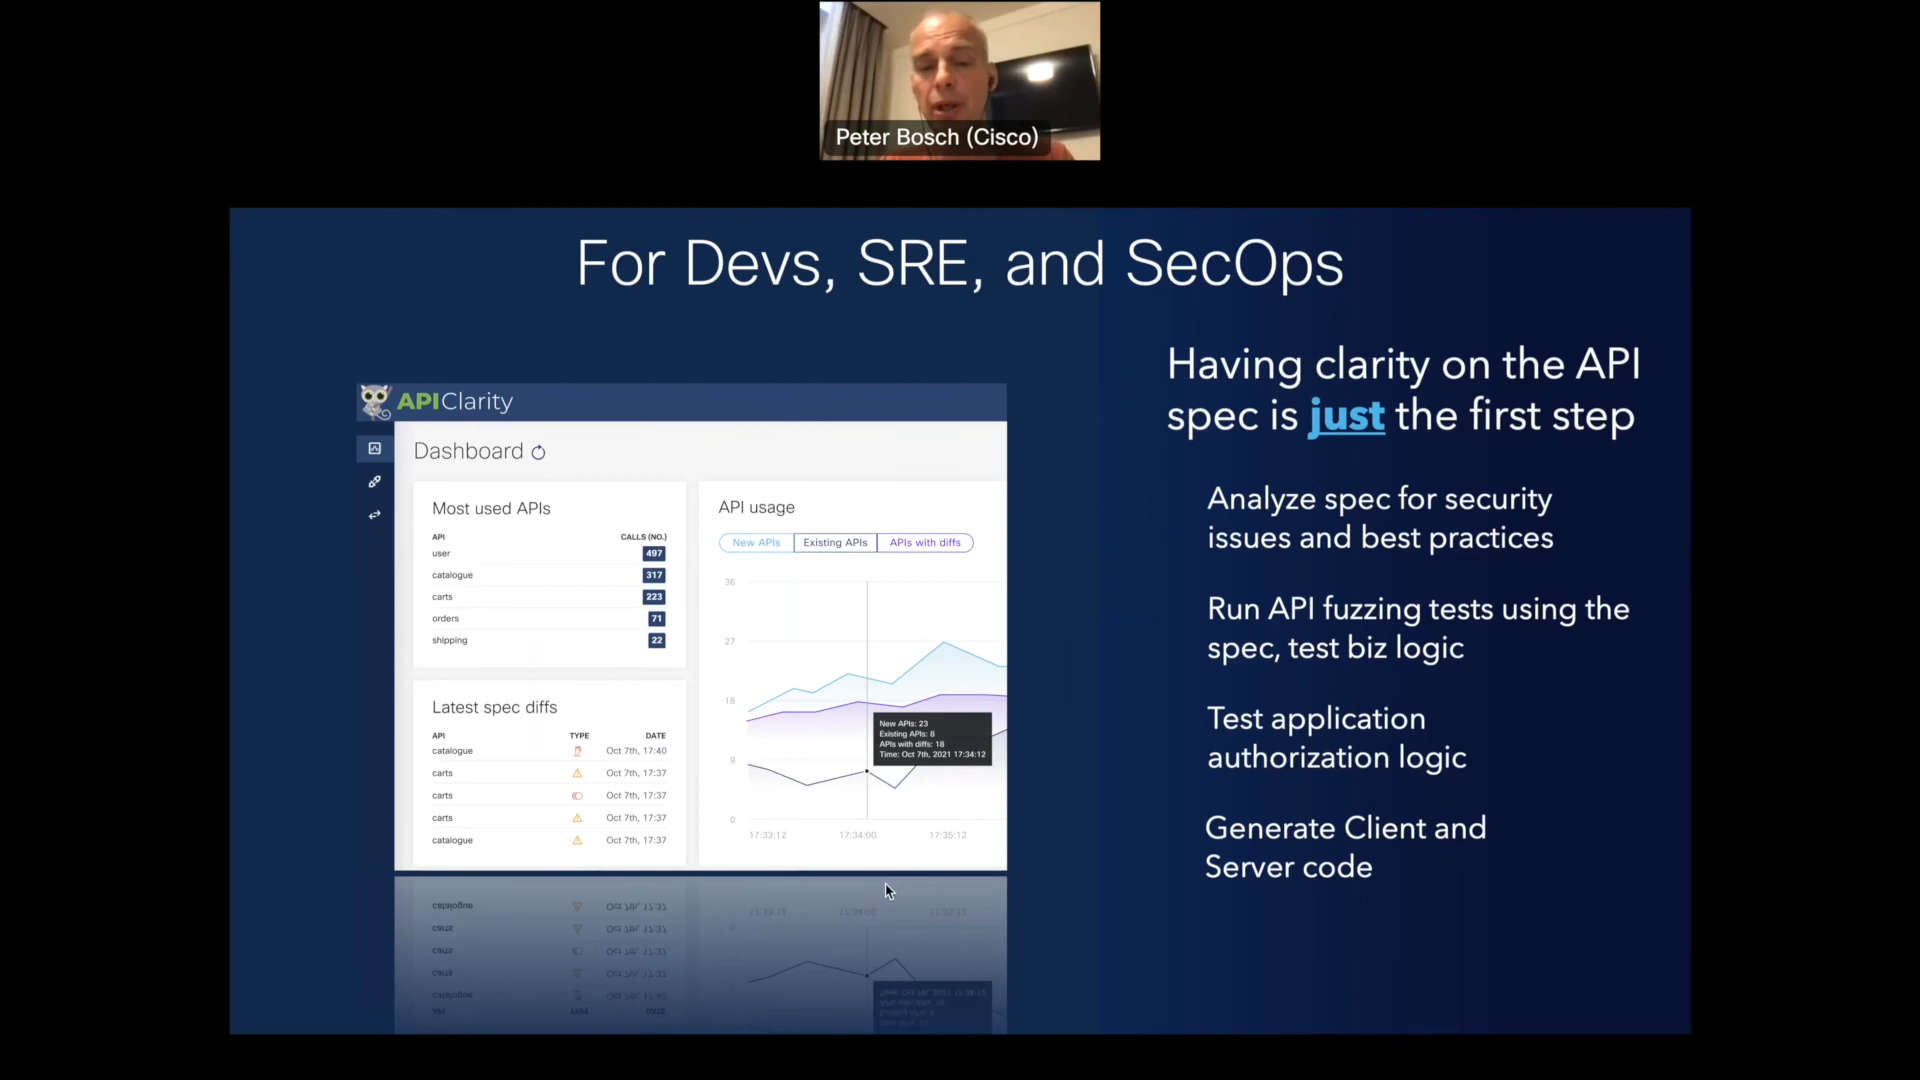 Peter Bosch (Cisco)
For Devs, SRE, and SecOps
APIClarity
Dashboard
Most used APIs
API CALLS (NO.)
user 497
catalogue 317
carts 223
orders 71
shipping 22
Latest spec diffs
API TYPE DATE
catalogue Oct 7th, 17:40
carts Oct 7th, 17:37
carts Oct 7th, 17:37
carts Oct 7th, 17:37
catalogue Oct 7th, 17:37
API usage
New APIs Existing APIs APIs with diffs
36
27
18
9
0
New APIs: 23
Existing APIs: 8
APIs with diffs: 18
Time: Oct 7th, 2021 17:34:12
17:33:12 17:34:00 17:35:12
Having clarity on the API
spec is just the first step
Analyze spec for security
issues and best practices
Run API fuzzing tests using the
spec, test biz logic
Test application
authorization logic
Generate Client and
Server code